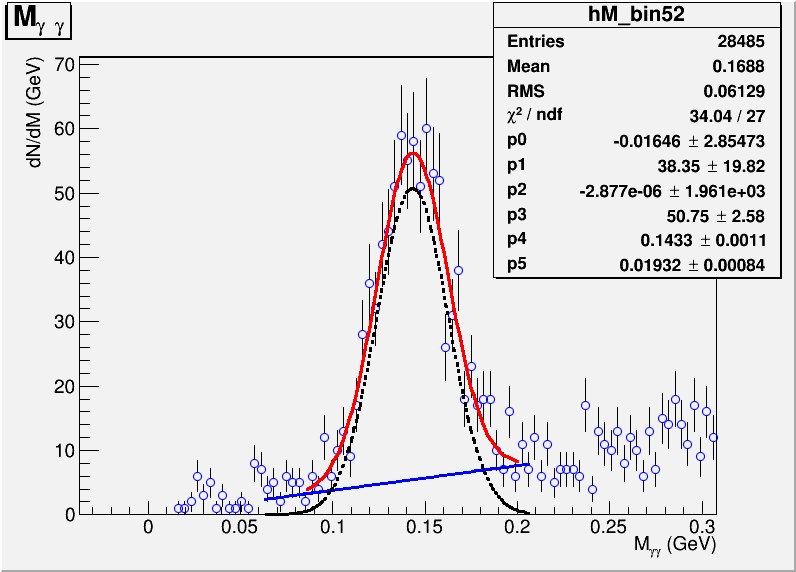 Mγ γ
hM_bin52
Entries 28485
Mean 0.1688
RMS 0.06129
χ² / ndf 34.04 / 27
p0 -0.01646 ± 2.85473
p1 38.35 ± 19.82
p2 -2.877e-06 ± 1.961e+03
p3 50.75 ± 2.58
p4 0.1433 ± 0.0011
p5 0.01932 ± 0.00084
dN/dM (GeV)
70
60
50
40
30
20
10
0
0 0.05 0.1 0.15 0.2 0.25 0.3
Mγγ (GeV)